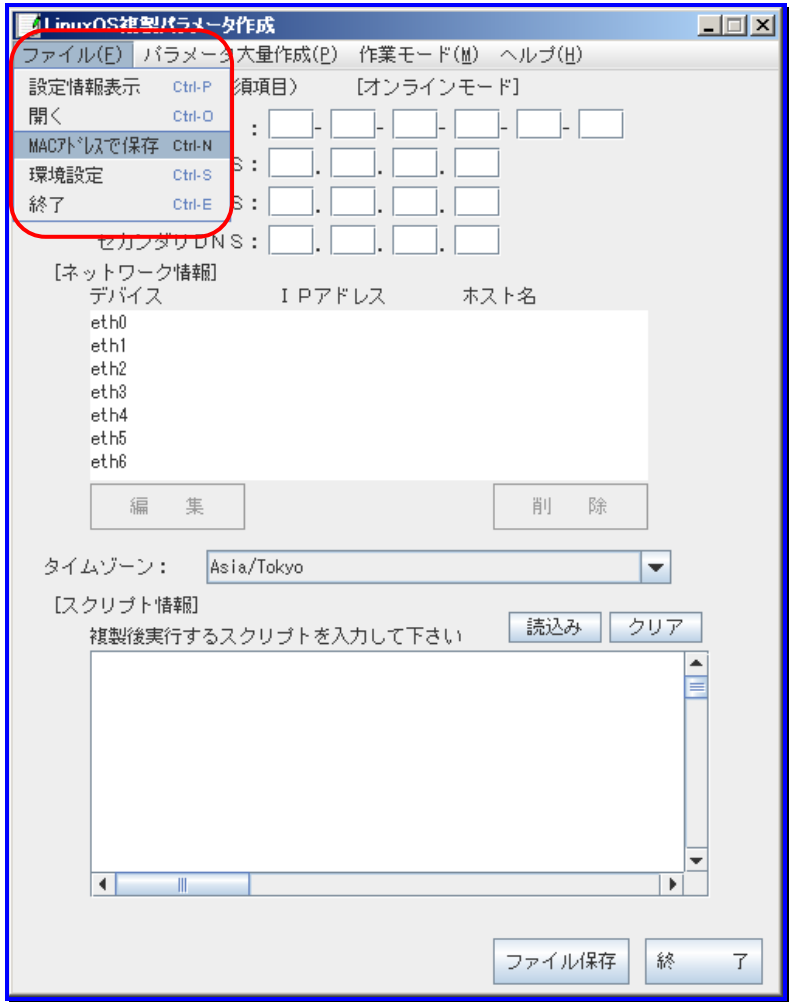 LinuxOS複製パラメータ作成
ファイル(F) パラメータ大量作成(P) 作業モード(M) ヘルプ(H)
設定情報表示 Ctrl-P
須項目) [オンラインモード]
開く Ctrl-O
: - - - - -
MACアドレスで保存 Ctrl-N
環境設定 Ctrl-S
S: . . .
終了 Ctrl-E
S: . . .
セカンダリDNS: . . .
[ネットワーク情報]
デバイス IPアドレス ホスト名
eth0
eth1
eth2
eth3
eth4
eth5
eth6
編 集 削 除
タイムゾーン: Asia/Tokyo
[スクリプト情報]
複製後実行するスクリプトを入力して下さい 読込み クリア
ファイル保存 終 了